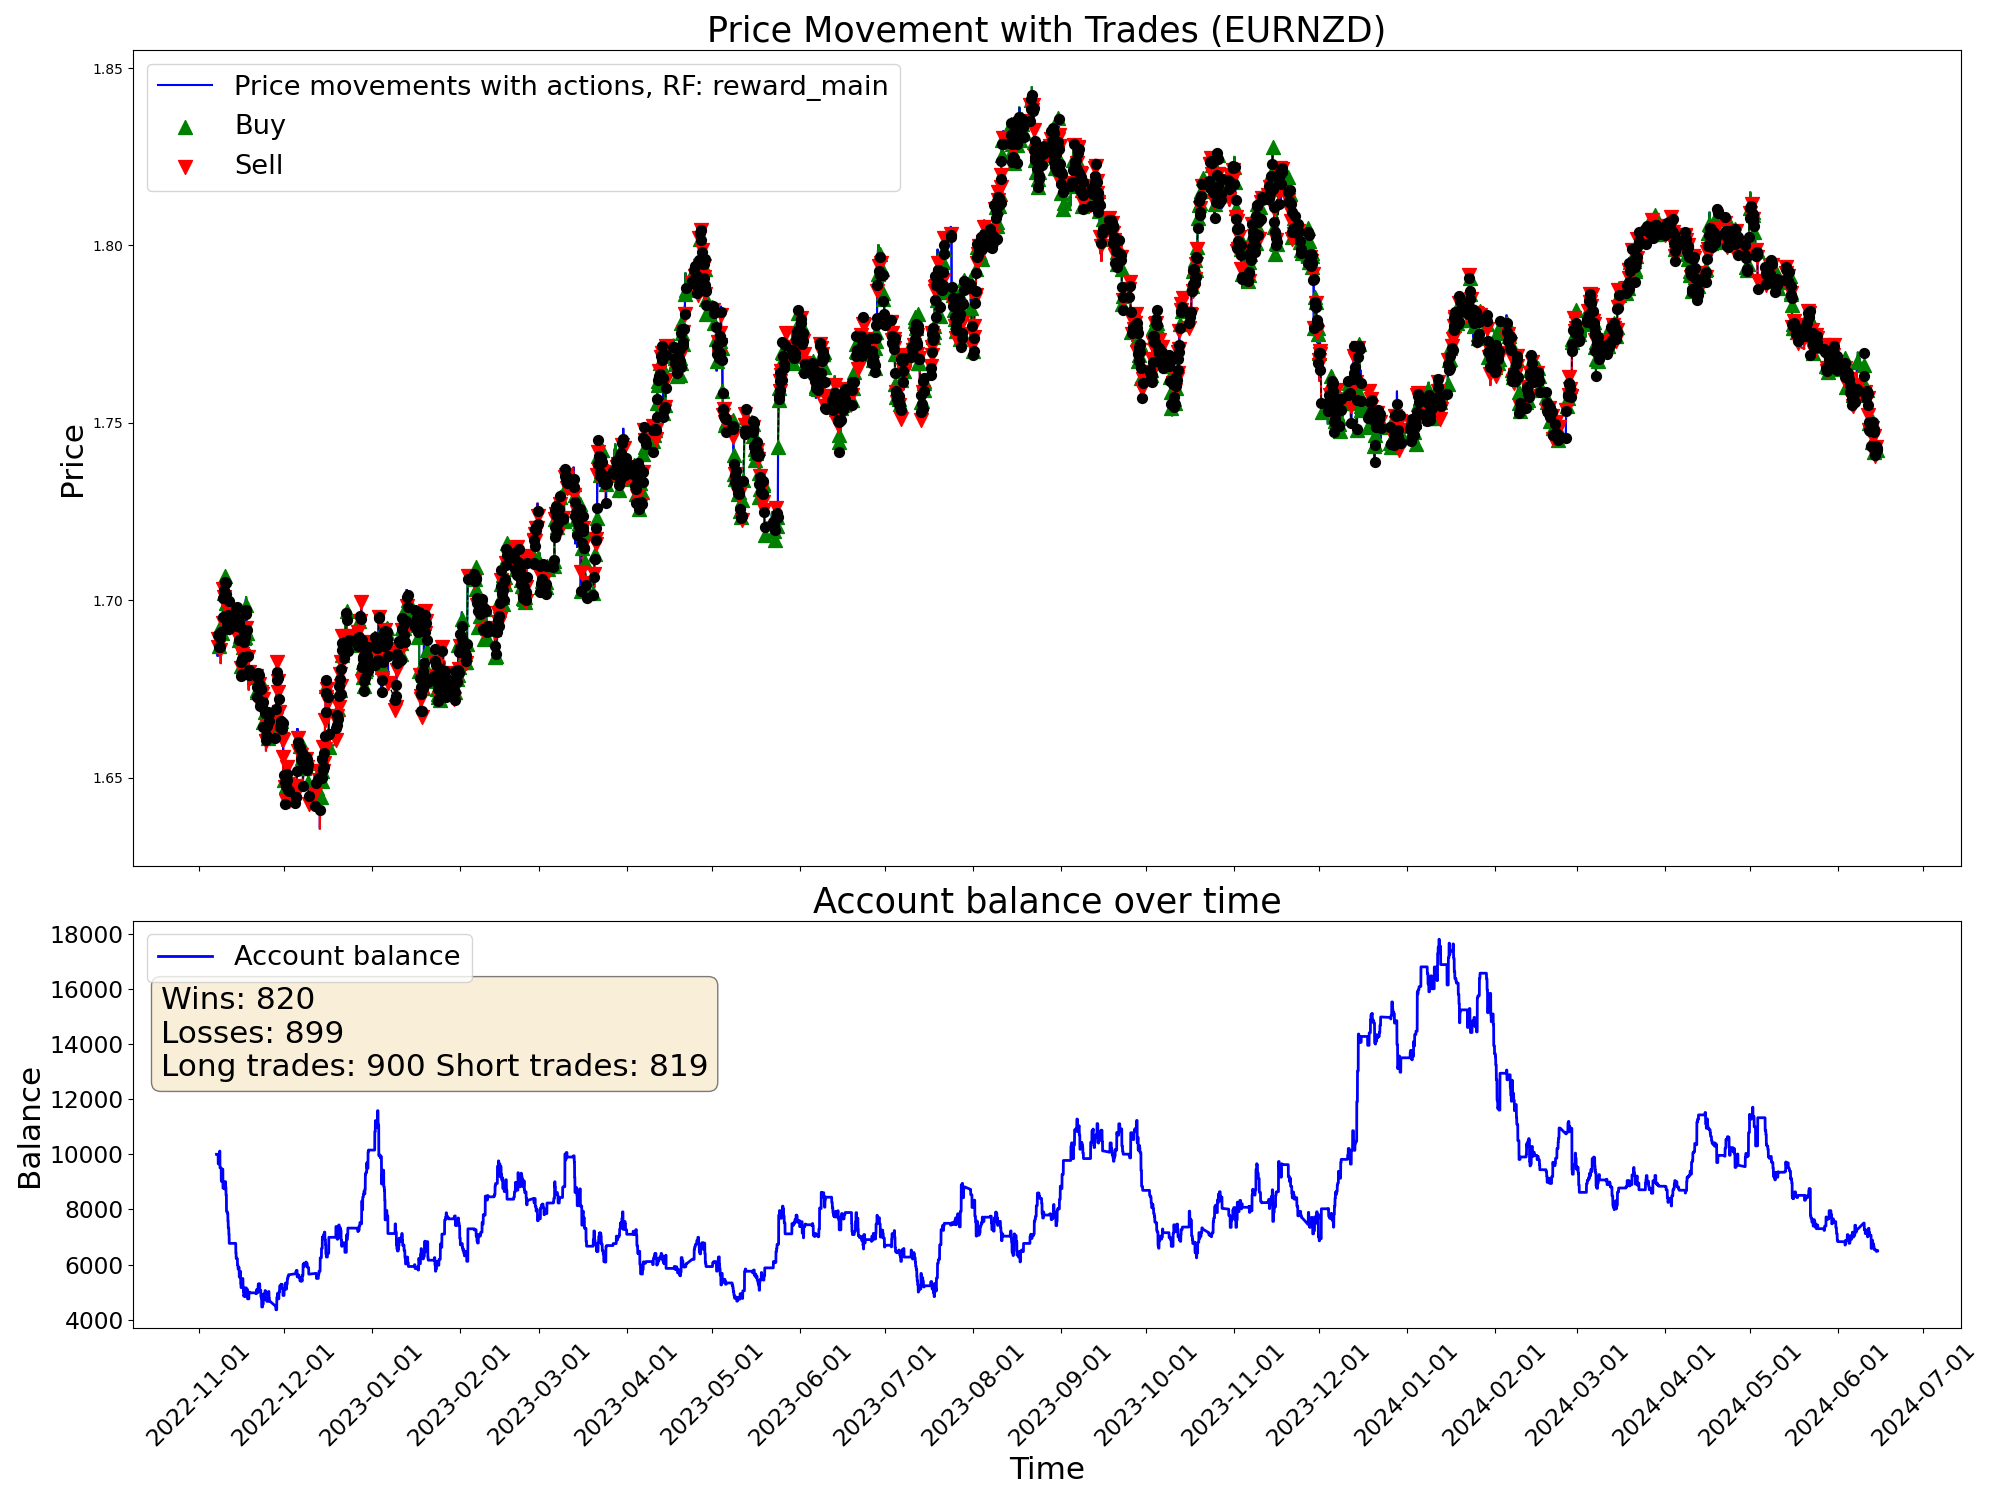 Price Movement with Trades (EURNZD)
Price movements with actions, RF: reward_main
Buy
Sell
Price
1.85
1.80
1.75
1.70
1.65
Account balance over time
Account balance
Wins: 820
Losses: 899
Long trades: 900 Short trades: 819
Balance
18000
16000
14000
12000
10000
8000
6000
4000
2022-11-01
2022-12-01
2023-01-01
2023-02-01
2023-03-01
2023-04-01
2023-05-01
2023-06-01
2023-07-01
2023-08-01
2023-09-01
2023-10-01
2023-11-01
2023-12-01
2024-01-01
2024-02-01
2024-03-01
2024-04-01
2024-05-01
2024-06-01
2024-07-01
Time